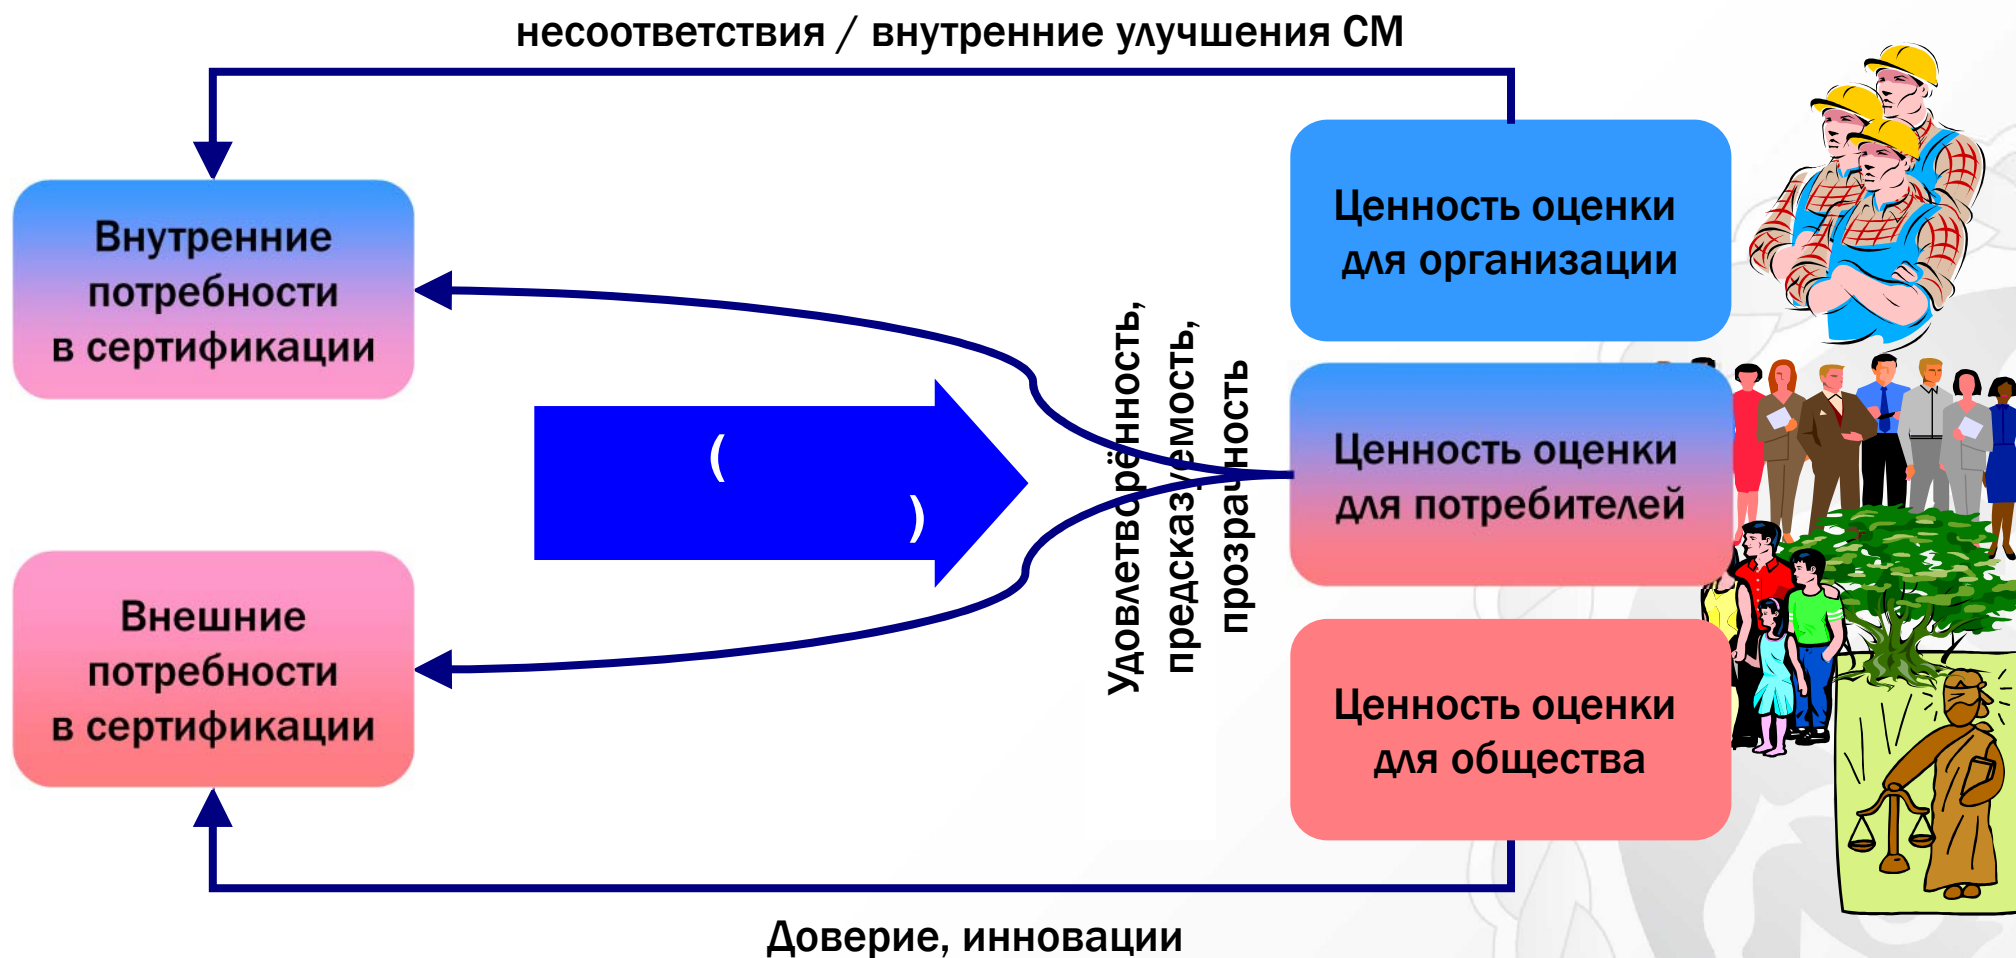 несоответствия / внутренние улучшения СМ
Внутренние
потребности
в сертификации
Ценность оценки
для организации
(
)
Удовлетворённость,
предсказуемость,
прозрачность
Ценность оценки
для потребителей
Внешние
потребности
в сертификации
Ценность оценки
для общества
Доверие, инновации